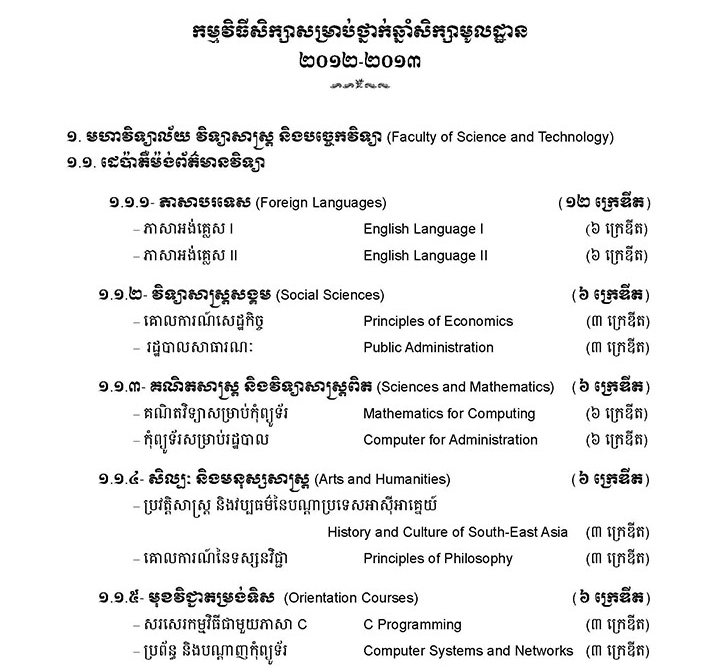 កម្មវិធីសិក្សាសម្រាប់ថ្នាក់ឆ្នាំសិក្សាមូលដ្ឋាន
២០១២-២០១៣
១. មហាវិទ្យាល័យ វិទ្យាសាស្ត្រ និងបច្ចេកវិទ្យា (Faculty of Science and Technology)
១.១. ដេប៉ាតឺម៉ង់ព័ត៌មានវិទ្យា
១.១.១- ភាសាបរទេស (Foreign Languages) (១២ ក្រេឌីត)
– ភាសាអង់គ្លេស I English Language I (៦ ក្រេឌីត)
– ភាសាអង់គ្លេស II English Language II (៦ ក្រេឌីត)
១.១.២- វិទ្យាសាស្ត្រសង្គម (Social Sciences) (៦ ក្រេឌីត)
– គោលការណ៍សេដ្ឋកិច្ច Principles of Economics (៣ ក្រេឌីត)
– រដ្ឋបាលសាធារណៈ Public Administration (៣ ក្រេឌីត)
១.១.៣- គណិតសាស្ត្រ និងវិទ្យាសាស្ត្រពិត (Sciences and Mathematics) (៦ ក្រេឌីត)
– គណិតវិទ្យាសម្រាប់កុំព្យូទ័រ Mathematics for Computing (៦ ក្រេឌីត)
– កុំព្យូទ័រសម្រាប់រដ្ឋបាល Computer for Administration (៦ ក្រេឌីត)
១.១.៤- សិល្បៈ និងមនុស្សសាស្ត្រ (Arts and Humanities) (៦ ក្រេឌីត)
– ប្រវត្តិសាស្ត្រ និងវប្បធម៌នៃបណ្តាប្រទេសអាស៊ីអាគ្នេយ៍
History and Culture of South-East Asia (៣ ក្រេឌីត)
– គោលការណ៍នៃទស្សនវិជ្ជា Principles of Philosophy (៣ ក្រេឌីត)
១.១.៥- មុខវិជ្ជាតម្រង់ទិស (Orientation Courses) (៦ ក្រេឌីត)
– សរសេរកម្មវិធីជាមួយភាសា C C Programming (៣ ក្រេឌីត)
– ប្រព័ន្ធ និងបណ្តាញកុំព្យូទ័រ Computer Systems and Networks (៣ ក្រេឌីត)